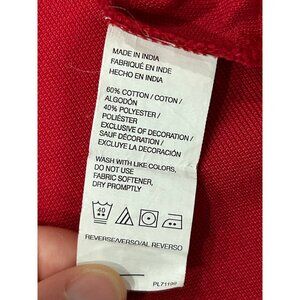 MADE IN INDIA
FABRIQUÉ EN INDE
HECHO EN INDIA
60% COTTON / COTON /
ALGODÓN
40% POLYESTER /
POLIÉSTER
EXCLUSIVE OF DECORATION /
SAUF DÉCORATION /
EXCLUYE LA DECORACIÓN
WASH WITH LIKE COLORS,
DO NOT USE
FABRIC SOFTENER,
DRY PROMPTLY
40
REVERSE/VERSO/AL REVERSO
PL71199